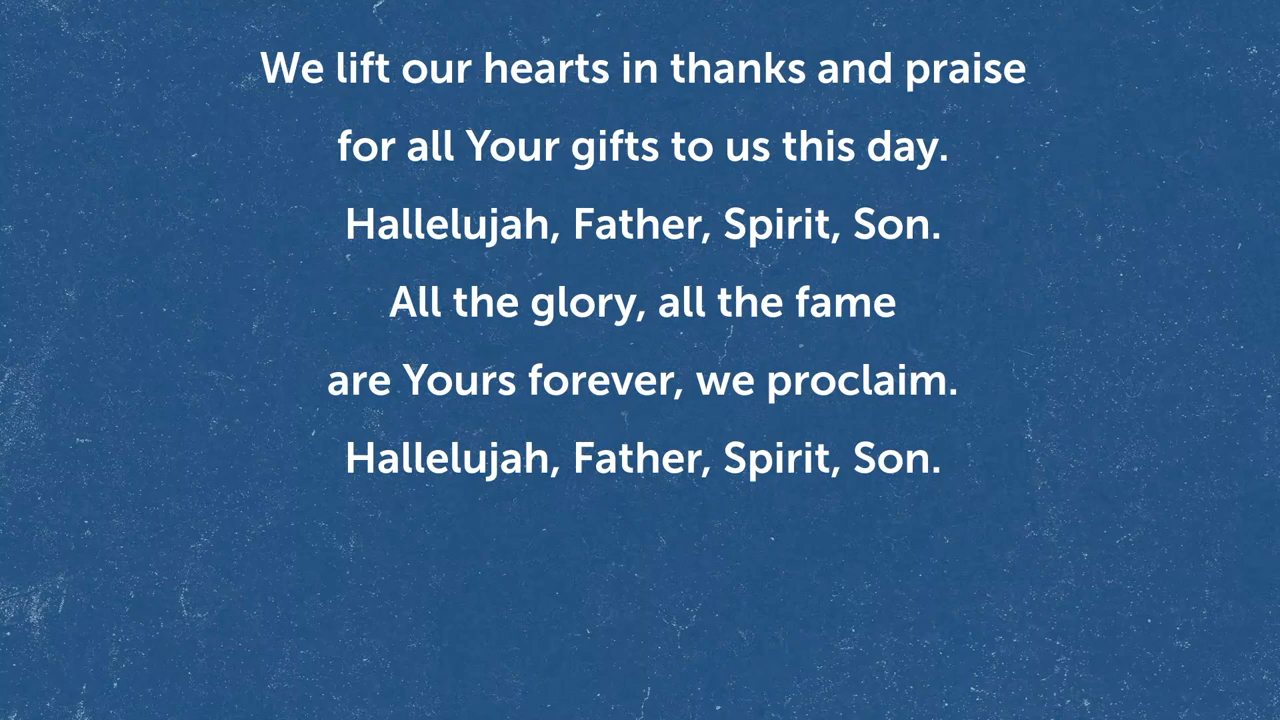 We lift our hearts in thanks and praise
for all Your gifts to us this day.
Hallelujah, Father, Spirit, Son.
All the glory, all the fame
are Yours forever, we proclaim.
Hallelujah, Father, Spirit, Son.